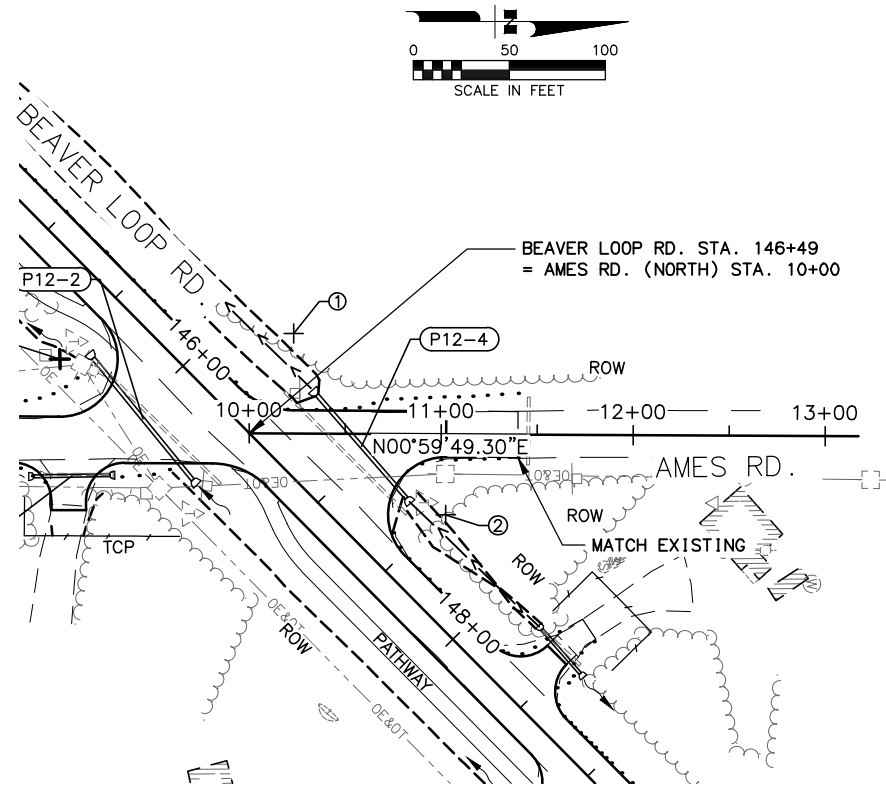 N
0 50 100
SCALE IN FEET
BEAVER LOOP RD.
BEAVER LOOP RD. STA. 146+49
= AMES RD. (NORTH) STA. 10+00
P12-2
1
146+00
P12-4
ROW
10+00 11+00 12+00 13+00
N00°59'49.30"E
AMES RD.
OE
OE
ROW
2
MATCH EXISTING
TCP
ROW
148+00
OE&OT
ROW
PATHWAY
OE&OT
W